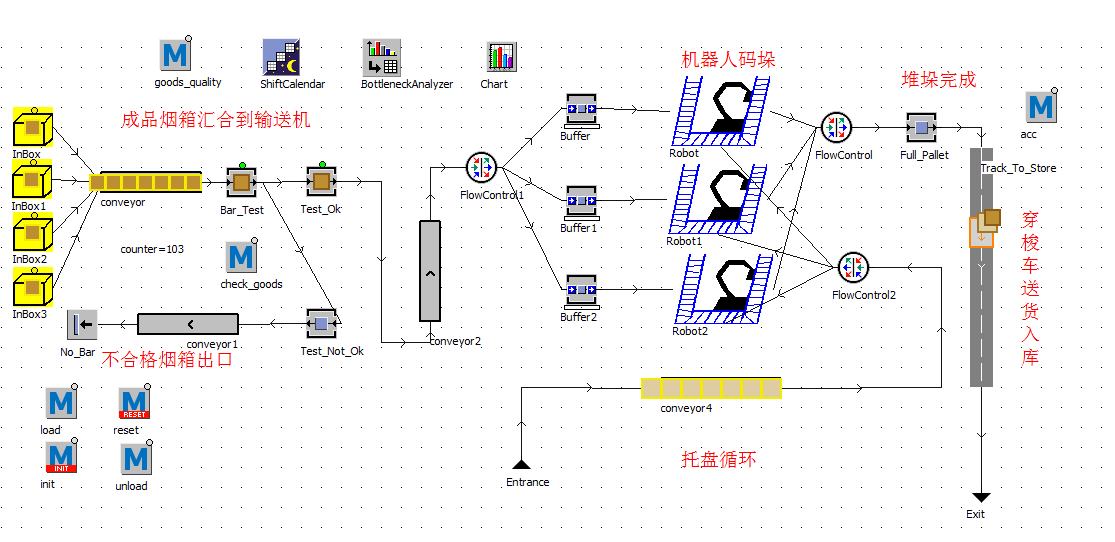 goods_quality
ShiftCalendar
BottleneckAnalyzer
Chart
机器人码垛
堆垛完成
acc
成品烟箱汇合到输送机
InBox
InBox1
InBox2
InBox3
conveyor
Bar_Test
Test_Ok
FlowControl1
Buffer
Buffer1
Buffer2
Robot
Robot1
Robot2
FlowControl
Full_Pallet
Track_To_Store
counter=103
check_goods
穿
梭
车
送
货
入
库
FlowControl2
No_Bar
conveyor1
Test_Not_Ok
conveyor2
不合格烟箱出口
load
RESET
reset
INIT
init
unload
conveyor4
托盘循环
Entrance
Exit